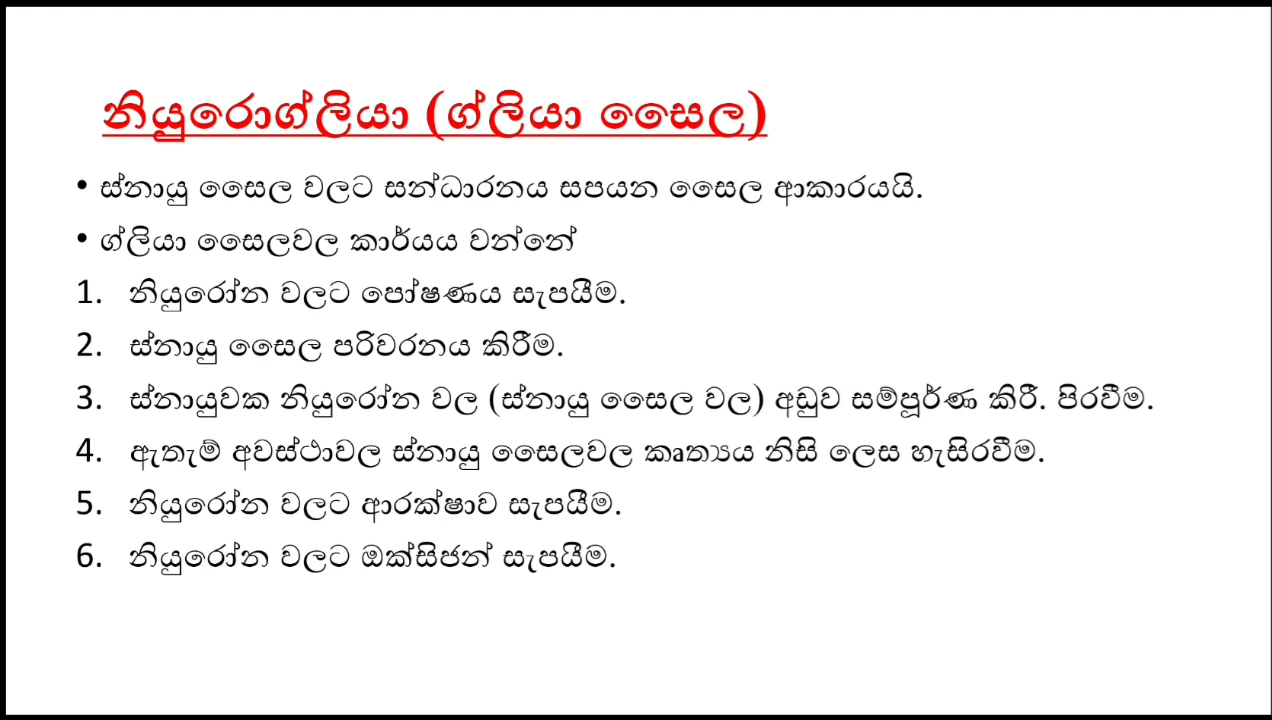 නියුරොග්ලියා (ග්ලියා සෛල)
• ස්නායු සෛල වලට සන්ධාරනය සපයන සෛල ආකාරයයි.
• ග්ලියා සෛලවල කාර්යය වන්නේ
1. නියුරෝන වලට පෝෂණය සැපයීම.
2. ස්නායු සෛල පරිවරනය කිරීම.
3. ස්නායුවක නියුරෝන වල (ස්නායු සෛල වල) අඩුව සම්පූර්ණ කිරී. පිරවීම.
4. ඇතැම් අවස්ථාවල ස්නායු සෛලවල කෘත්‍යය නිසි ලෙස හැසිරවීම.
5. නියුරෝන වලට ආරක්ෂාව සැපයීම.
6. නියුරෝන වලට ඔක්සිජන් සැපයීම.